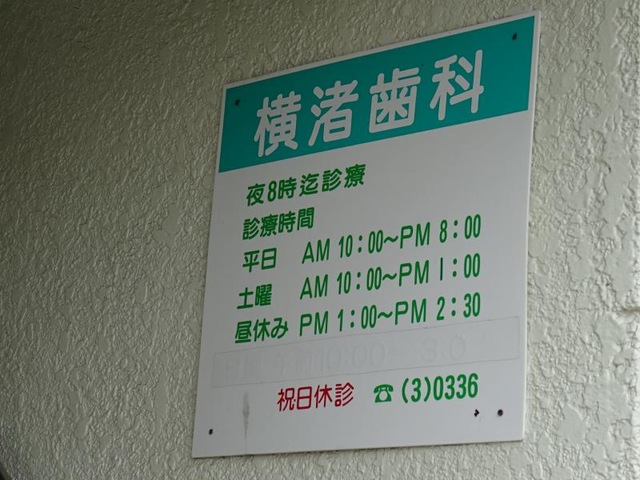 横渚歯科
夜8時迄診療
診療時間
平日 AM 10:00～PM 8:00
土曜 AM 10:00～PM 1:00
昼休み PM 1:00～PM 2:30
祝日休診 ☎ (3)0336